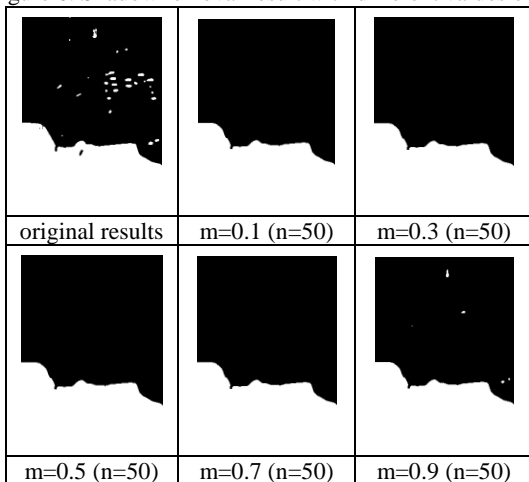 original results m=0.1 (n=50) m=0.3 (n=50)
m=0.5 (n=50) m=0.7 (n=50) m=0.9 (n=50)